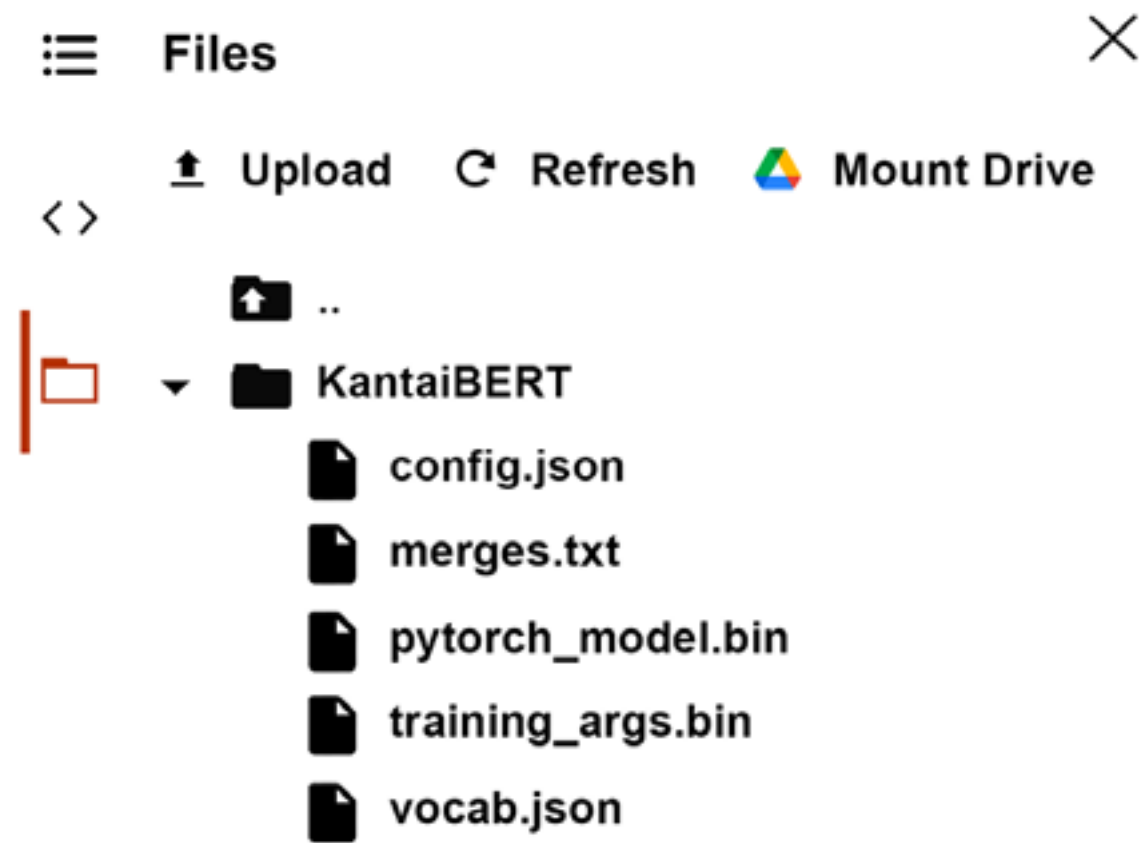 Files
Upload Refresh Mount Drive
..
KantaiBERT
config.json
merges.txt
pytorch_model.bin
training_args.bin
vocab.json